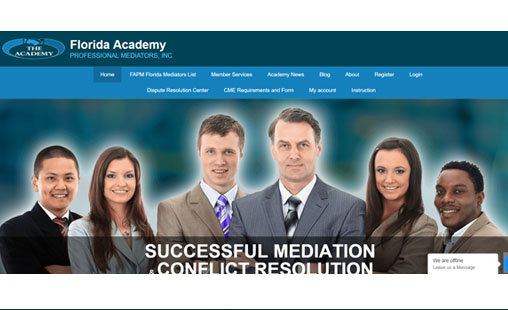 THE
ACADEMY
Florida Academy
PROFESSIONAL MEDIATORS, INC.
Home FAPM Florida Mediators List Member Services Academy News Blog About Register Login
Dispute Resolution Center CME Requirements and Form My account Instruction
SUCCESSFUL MEDIATION
& CONFLICT RESOLUTION
We are offline
Leave us a Message